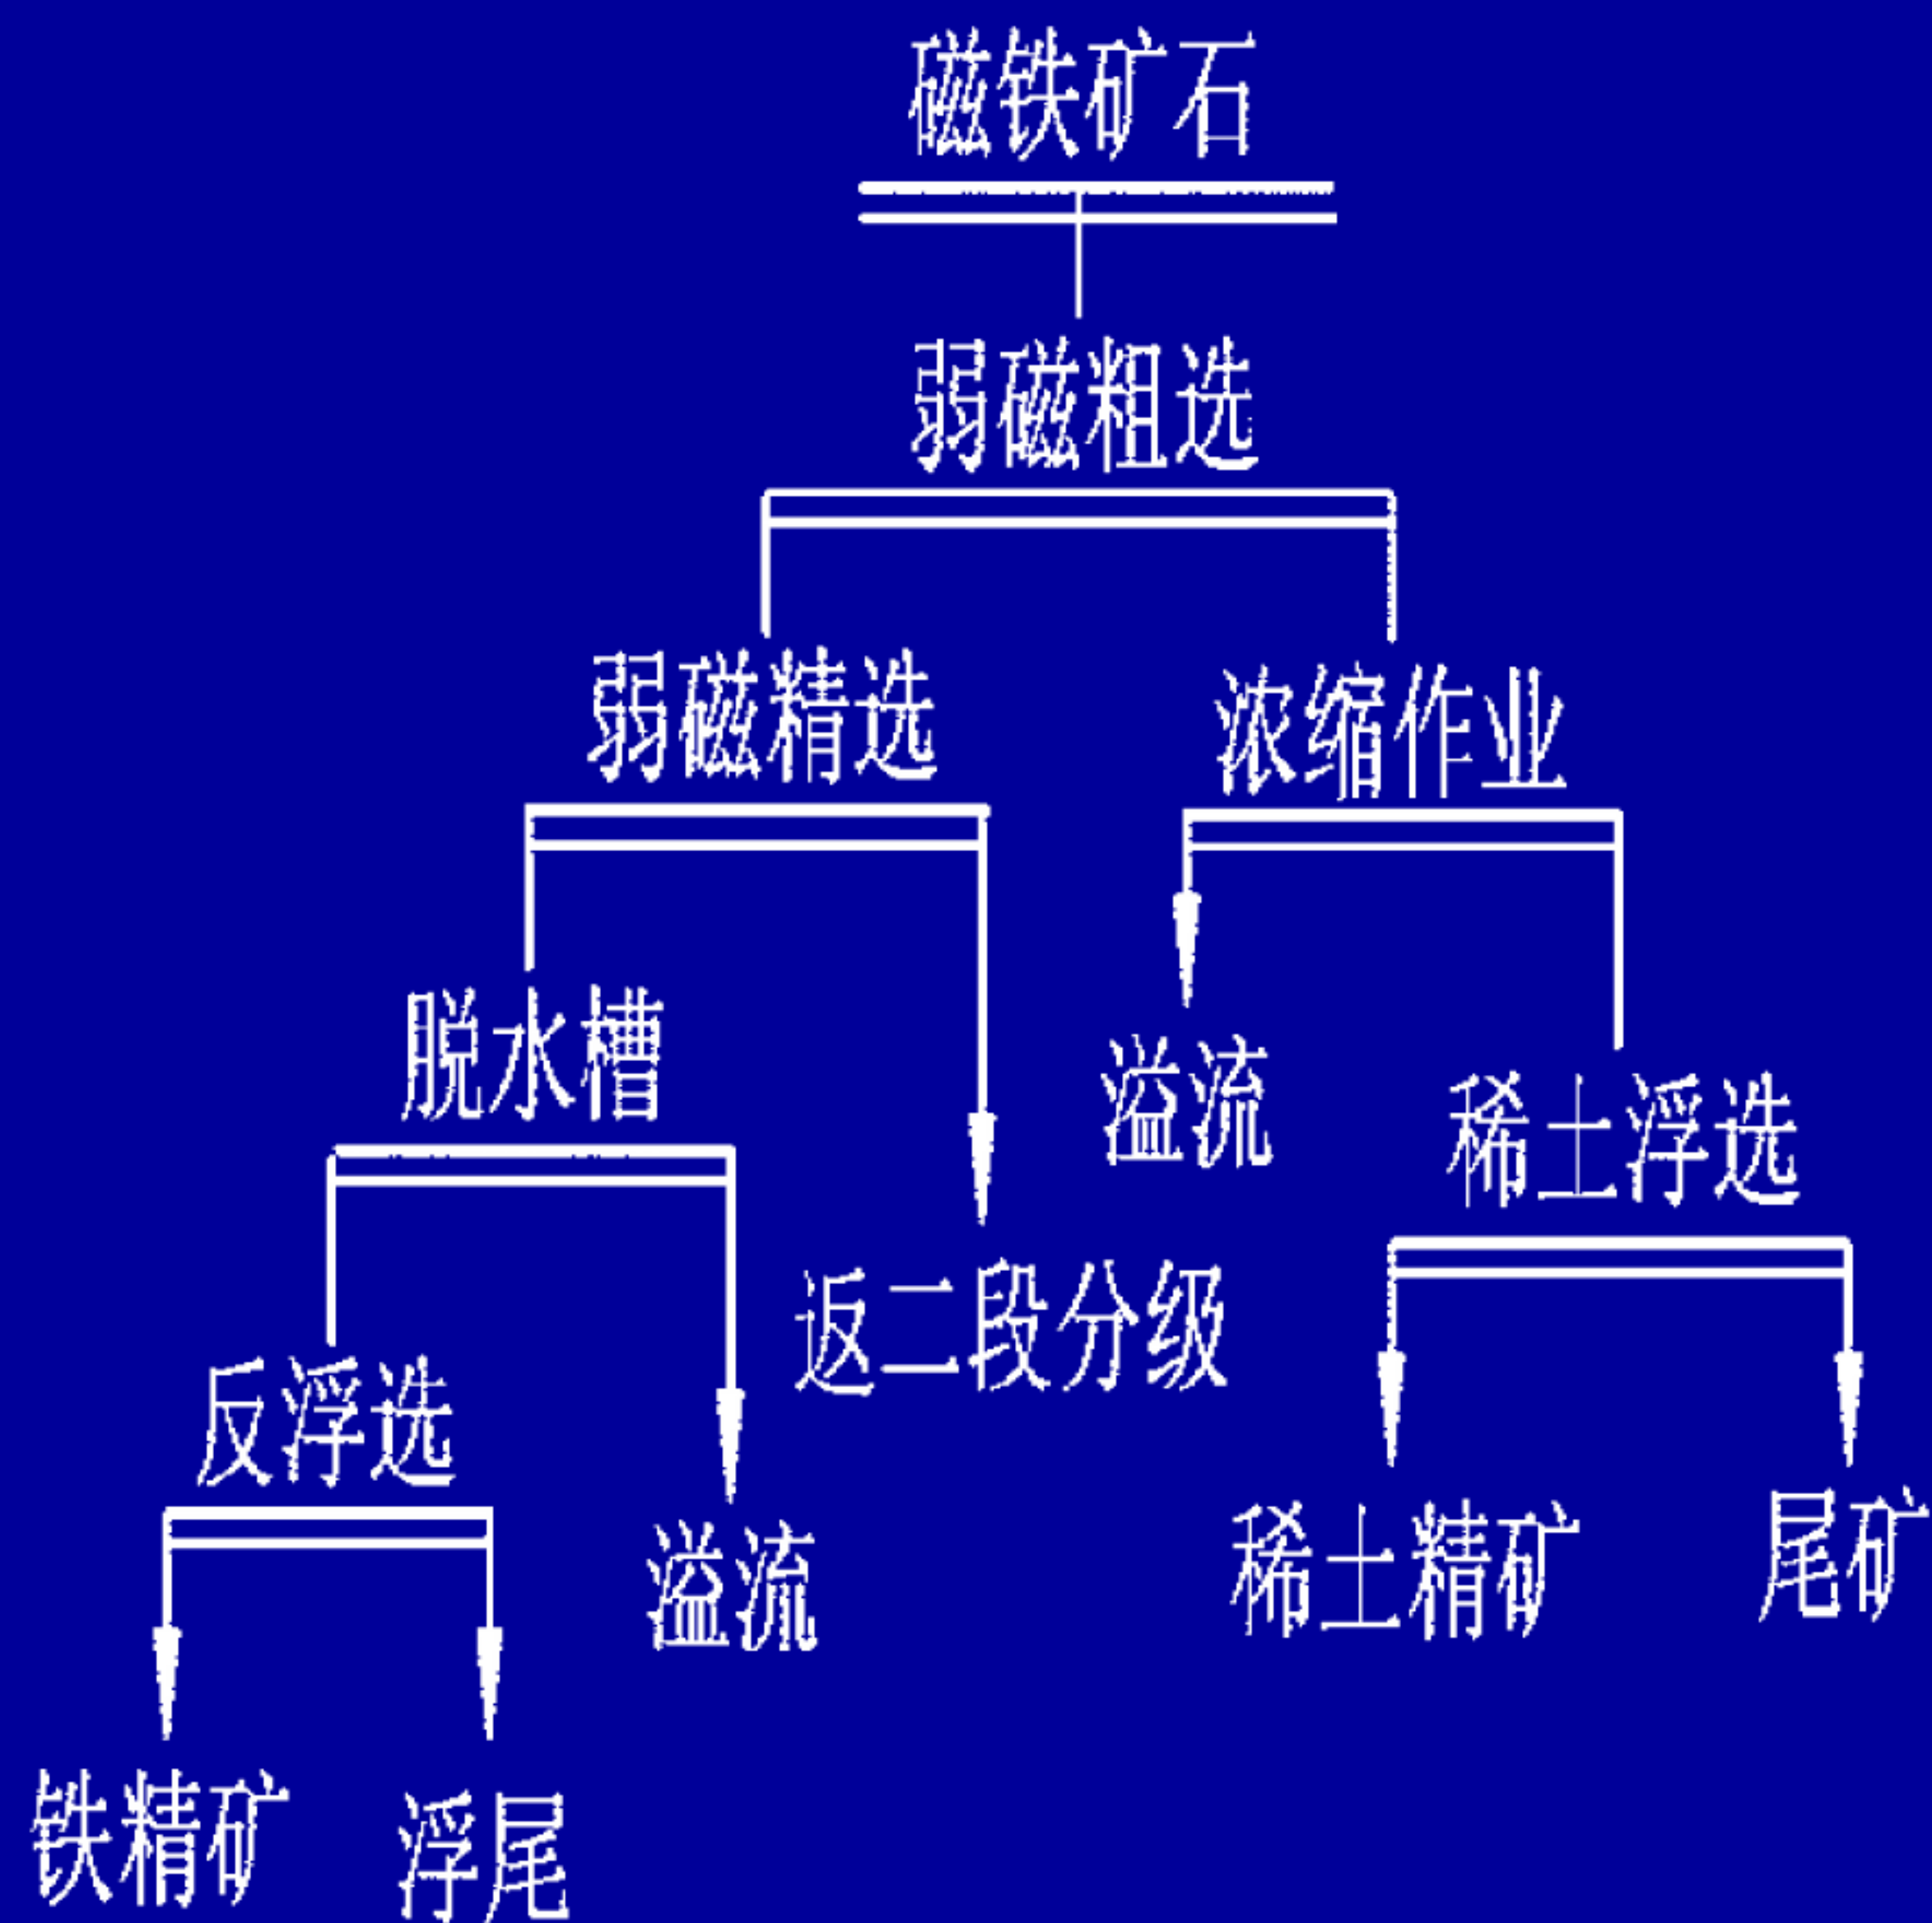 磁铁矿石
弱磁粗选
弱磁精选
浓缩作业
脱水槽
溢流
稀土浮选
返二段分级
反浮选
溢流
稀土精矿
尾矿
铁精矿
浮尾